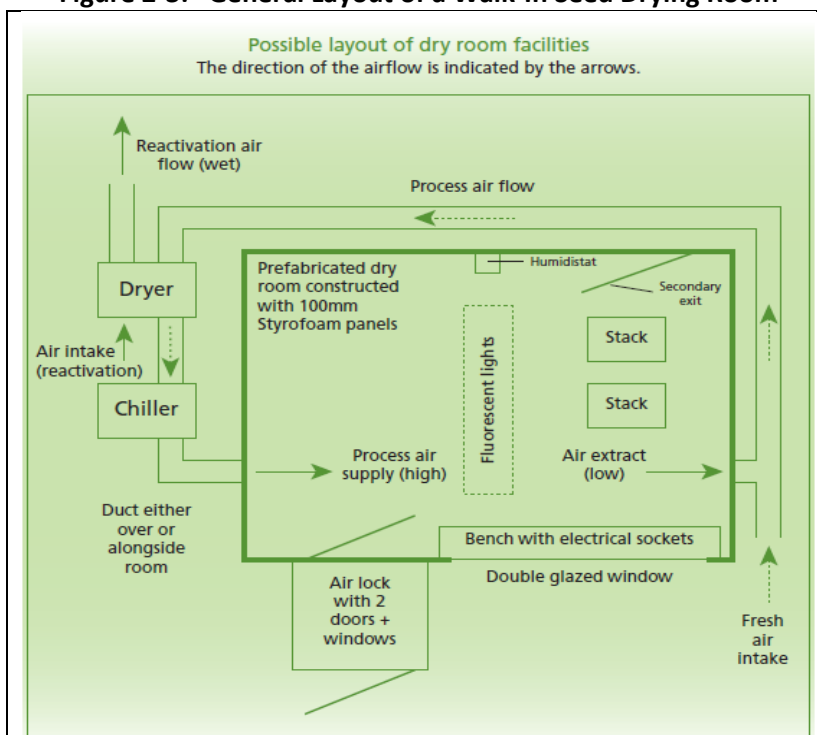 Figure General Layout of a Walk-in Seed Drying Room
Possible layout of dry room facilities
The direction of the airflow is indicated by the arrows.
Reactivation air
flow (wet)
Process air flow
Prefabricated dry
room constructed
with 100mm
Styrofoam panels
Humidistat
Secondary
exit
Dryer
Air intake
(reactivation)
Chiller
Fluorescent lights
Stack
Stack
Process air
supply (high)
Air extract
(low)
Duct either
over or
alongside
room
Bench with electrical sockets
Double glazed window
Air lock
with 2
doors +
windows
Fresh
air
intake